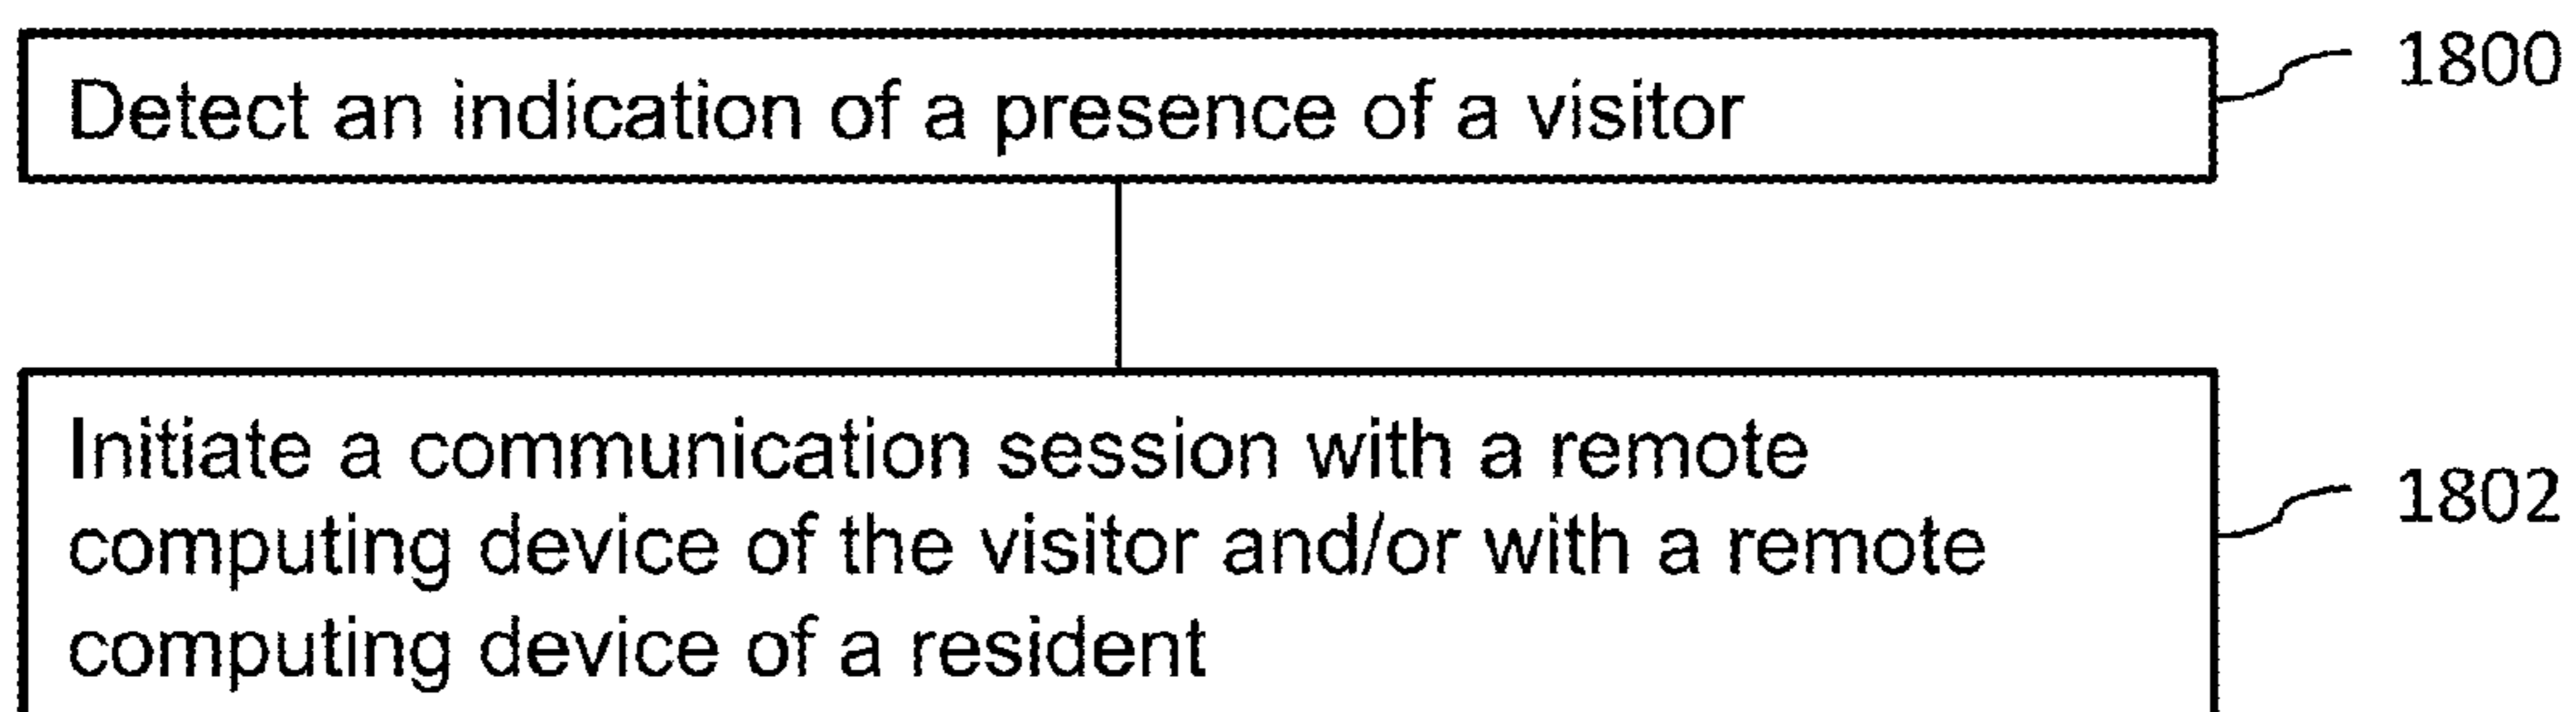 Detect an indication of a presence of a visitor
1800
Initiate a communication session with a remote
computing device of the visitor and/or with a remote
computing device of a resident
1802